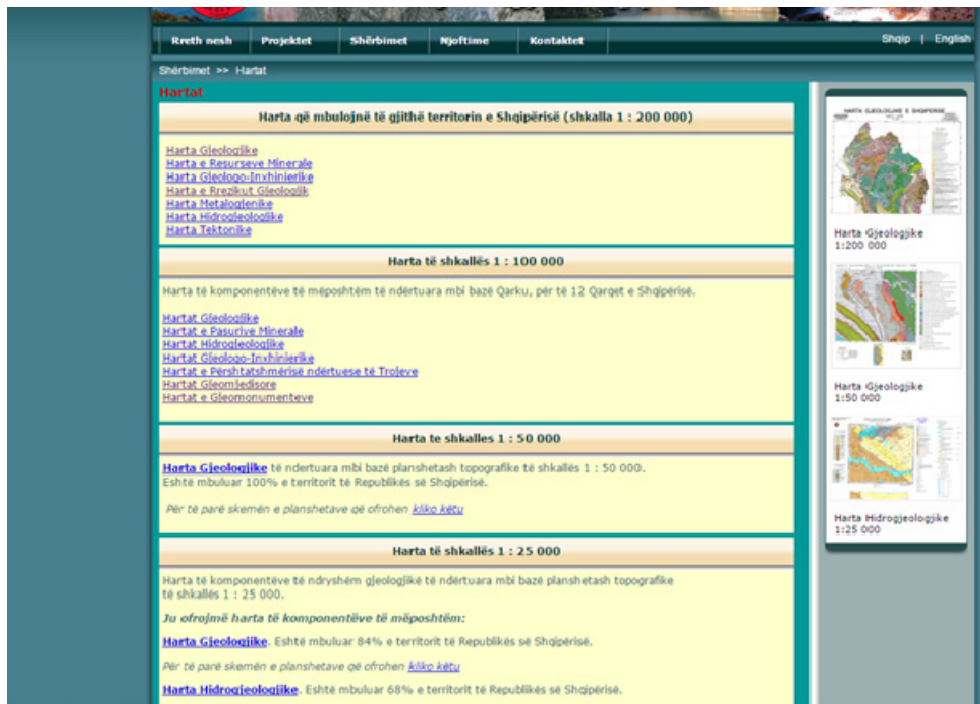 Rreth nesh
Projektet
Shërbimet
Njoftime
Kontaktet
Shqip | English
Shërbimet >> Hartat
Hartat
Harta që mbulojnë të gjithë territorin e Shqipërisë (shkalla 1 : 200 000)
Harta Gjeologjike
Harta e Resurseve Minerale
Harta Gjeologo-Inxhinierike
Harta e Rrezikut Gjeologjik
Harta Metalogjenike
Harta Hidrogjeologjike
Harta Tektonike
Harta të shkallës 1 : 100 000
Harta të komponentëve të mëposhtëm të ndërtuara mbi bazë Qarku, për të 12 Qarqet e Shqipërisë.
Hartat Gjeologjike
Hartat e Pasurive Minerale
Hartat Hidrogjeologjike
Hartat Gjeologo-Inxhinierike
Hartat e Përshtatshmërisë ndërtuese të Trojeve
Hartat Gjeomjedisore
Hartat e Gjeomonumenteve
Harta te shkalles 1 : 50 000
Harta Gjeologjike të ndertuara mbi bazë planshetash topografike të shkallës 1 : 50 000.
Eshtë mbuluar 100% e territorit të Republikës së Shqipërisë.
Për të parë skemën e planshetave që ofrohen kliko këtu
Harta të shkallës 1 : 25 000
Harta të komponentëve të ndryshëm gjeologjikë të ndërtuara mbi bazë planshetash topografike
të shkallës 1 : 25 000.
Ju ofrojmë harta të komponentëve të mëposhtëm:
Harta Gjeologjike. Eshtë mbuluar 84% e territorit të Republikës së Shqipërisë.
Për të parë skemën e planshetave që ofrohen kliko këtu
Harta Hidrogjeologjike. Eshtë mbuluar 68% e territorit të Republikës së Shqipërisë.
HARTA GJEOLOGJIKE E SHQIPERISE
Harta Gjeologjike
1:200 000
Harta Gjeologjike
1:50 000
Harta Hidrogjeologjike
1:25 000